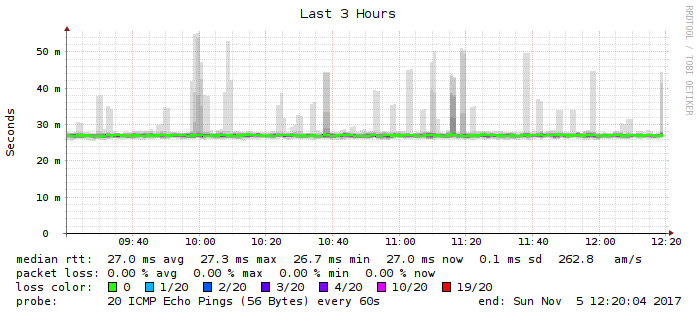 Last 3 Hours
RRDTOOL / TOBI OETIKER
Seconds
50 m
40 m
30 m
20 m
10 m
0
09:40 10:00 10:20 10:40 11:00 11:20 11:40 12:00 12:20
median rtt: 27.0 ms avg 27.3 ms max 26.7 ms min 27.0 ms now 0.1 ms sd 262.8 am/s
packet loss: 0.00 % avg 0.00 % max 0.00 % min 0.00 % now
loss color: 0 1/20 2/20 3/20 4/20 10/20 19/20
probe: 20 ICMP Echo Pings (56 Bytes) every 60s end: Sun Nov 5 12:20:04 2017